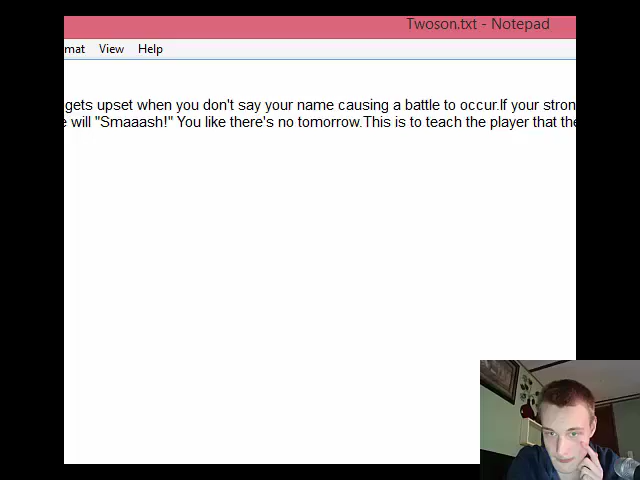 Twoson.txt - Notepad
mat View Help
gets upset when you don't say your name causing a battle to occur.If your stron
e will "Smaaash!" You like there's no tomorrow.This is to teach the player that the